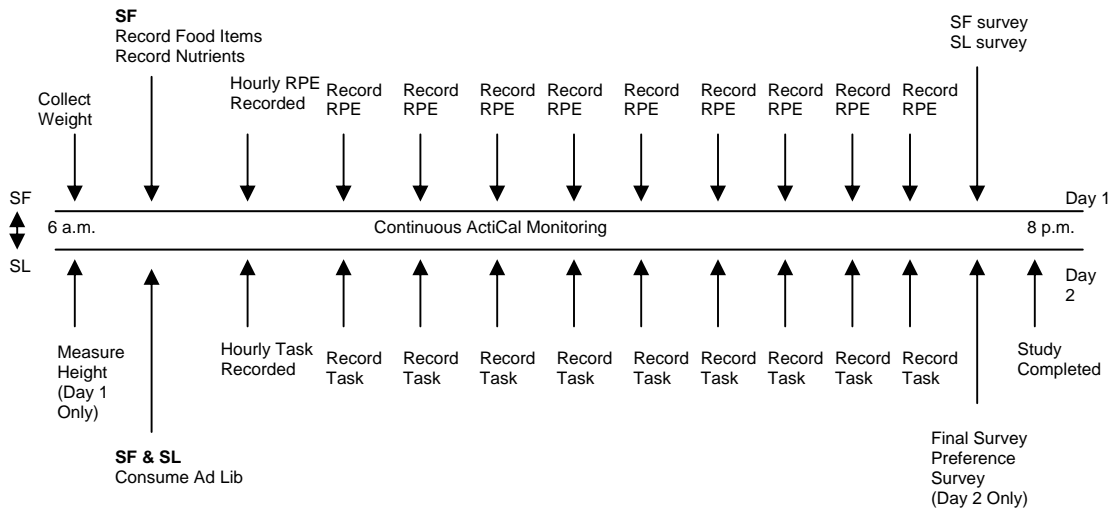 SF
Record Food Items
Record Nutrients
SF survey
SL survey
Collect
Weight
Hourly RPE
Recorded
Record
RPE
Record
RPE
Record
RPE
Record
RPE
Record
RPE
Record
RPE
Record
RPE
Record
RPE
Record
RPE
SF
Day 1
6 a.m.
Continuous ActiCal Monitoring
8 p.m.
SL
Day
2
Measure
Height
(Day 1
Only)
Hourly Task
Recorded
Record
Task
Record
Task
Record
Task
Record
Task
Record
Task
Record
Task
Record
Task
Record
Task
Record
Task
Study
Completed
SF & SL
Consume Ad Lib
Final Survey
Preference
Survey
(Day 2 Only)